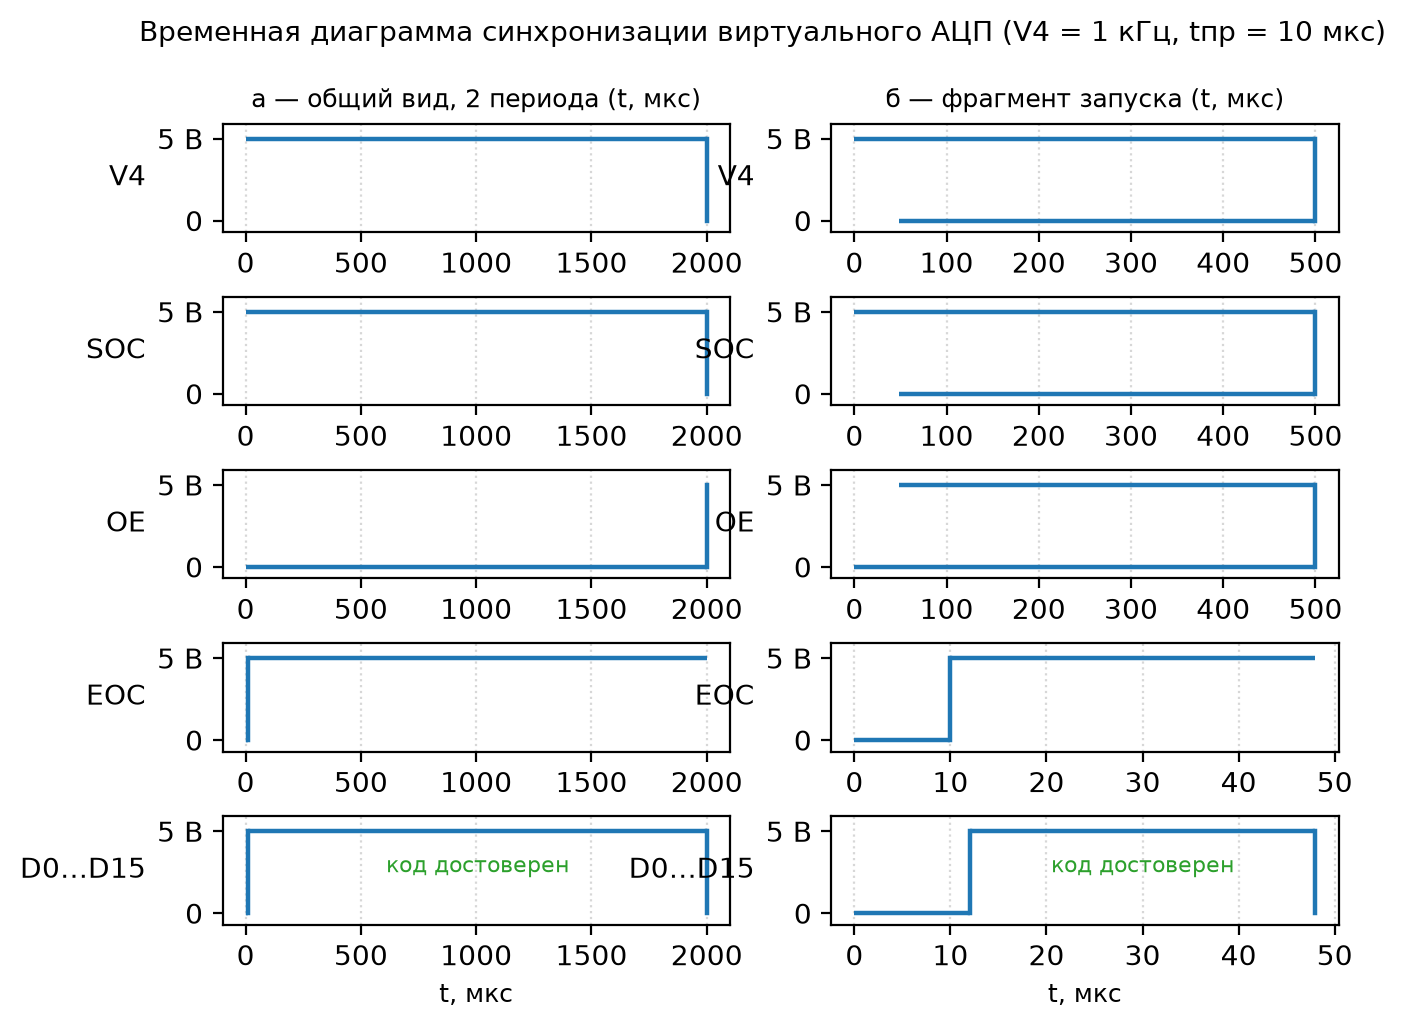 Временная диаграмма синхронизации виртуального АЦП (V4 = 1 кГц, tпр = 10 мкс)
а — общий вид, 2 периода (t, мкс)
б — фрагмент запуска (t, мкс)
5 В
V4
0
0 500 1000 1500 2000
5 В
V4
0
0 100 200 300 400 500
5 В
SOC
0
0 500 1000 1500 2000
5 В
SOC
0
0 100 200 300 400 500
5 В
OE
0
0 500 1000 1500 2000
5 В
OE
0
0 100 200 300 400 500
5 В
EOC
0
0 500 1000 1500 2000
5 В
EOC
0
0 10 20 30 40 50
5 В
D0...D15
код достоверен
0
0 500 1000 1500 2000
t, мкс
5 В
D0...D15
код достоверен
0
0 10 20 30 40 50
t, мкс